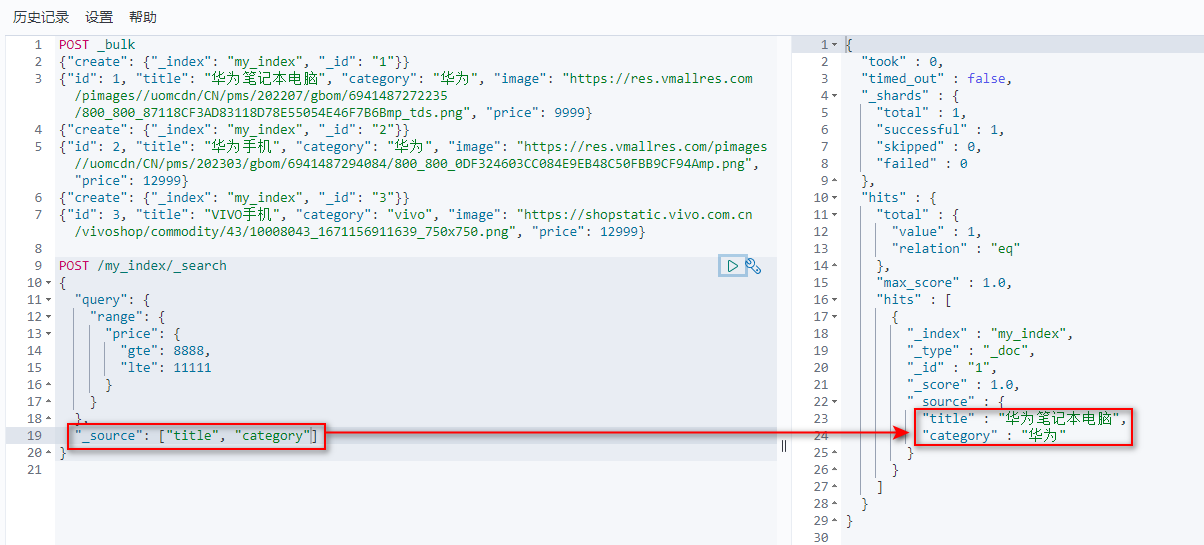 历史记录 设置 帮助
1 POST _bulk
2 {"create": {"_index": "my_index", "_id": "1"}}
3 {"id": 1, "title": "华为笔记本电脑", "category": "华为", "image": "https://res.vmallres.com
/pimages//uomcdn/CN/pms/202207/gbom/6941487272235
/800_800_87118CF3AD83118D78E55054E46F7B6Bmp_tds.png", "price": 9999}
4 {"create": {"_index": "my_index", "_id": "2"}}
5 {"id": 2, "title": "华为手机", "category": "华为", "image": "https://res.vmallres.com/pimages
//uomcdn/CN/pms/202303/gbom/6941487294084/800_800_0DF324603CC084E9EB48C50FBB9CF94Amp.png",
"price": 12999}
6 {"create": {"_index": "my_index", "_id": "3"}}
7 {"id": 3, "title": "VIVO手机", "category": "vivo", "image": "https://shopstatic.vivo.com.cn
/vivoshop/commodity/43/10008043_1671156911639_750x750.png", "price": 12999}
8
9 POST /my_index/_search
10 {
11 "query": {
12 "range": {
13 "price": {
14 "gte": 8888,
15 "lte": 11111
16 }
17 }
18 },
19 "_source": ["title", "category"]
20 }
21
1 {
2 "took" : 0,
3 "timed_out" : false,
4 "_shards" : {
5 "total" : 1,
6 "successful" : 1,
7 "skipped" : 0,
8 "failed" : 0
9 },
10 "hits" : {
11 "total" : {
12 "value" : 1,
13 "relation" : "eq"
14 },
15 "max_score" : 1.0,
16 "hits" : [
17 {
18 "_index" : "my_index",
19 "_type" : "_doc",
20 "_id" : "1",
21 "_score" : 1.0,
22 "_source" : {
23 "title" : "华为笔记本电脑",
24 "category" : "华为"
25 }
26 }
27 ]
28 }
29 }
30